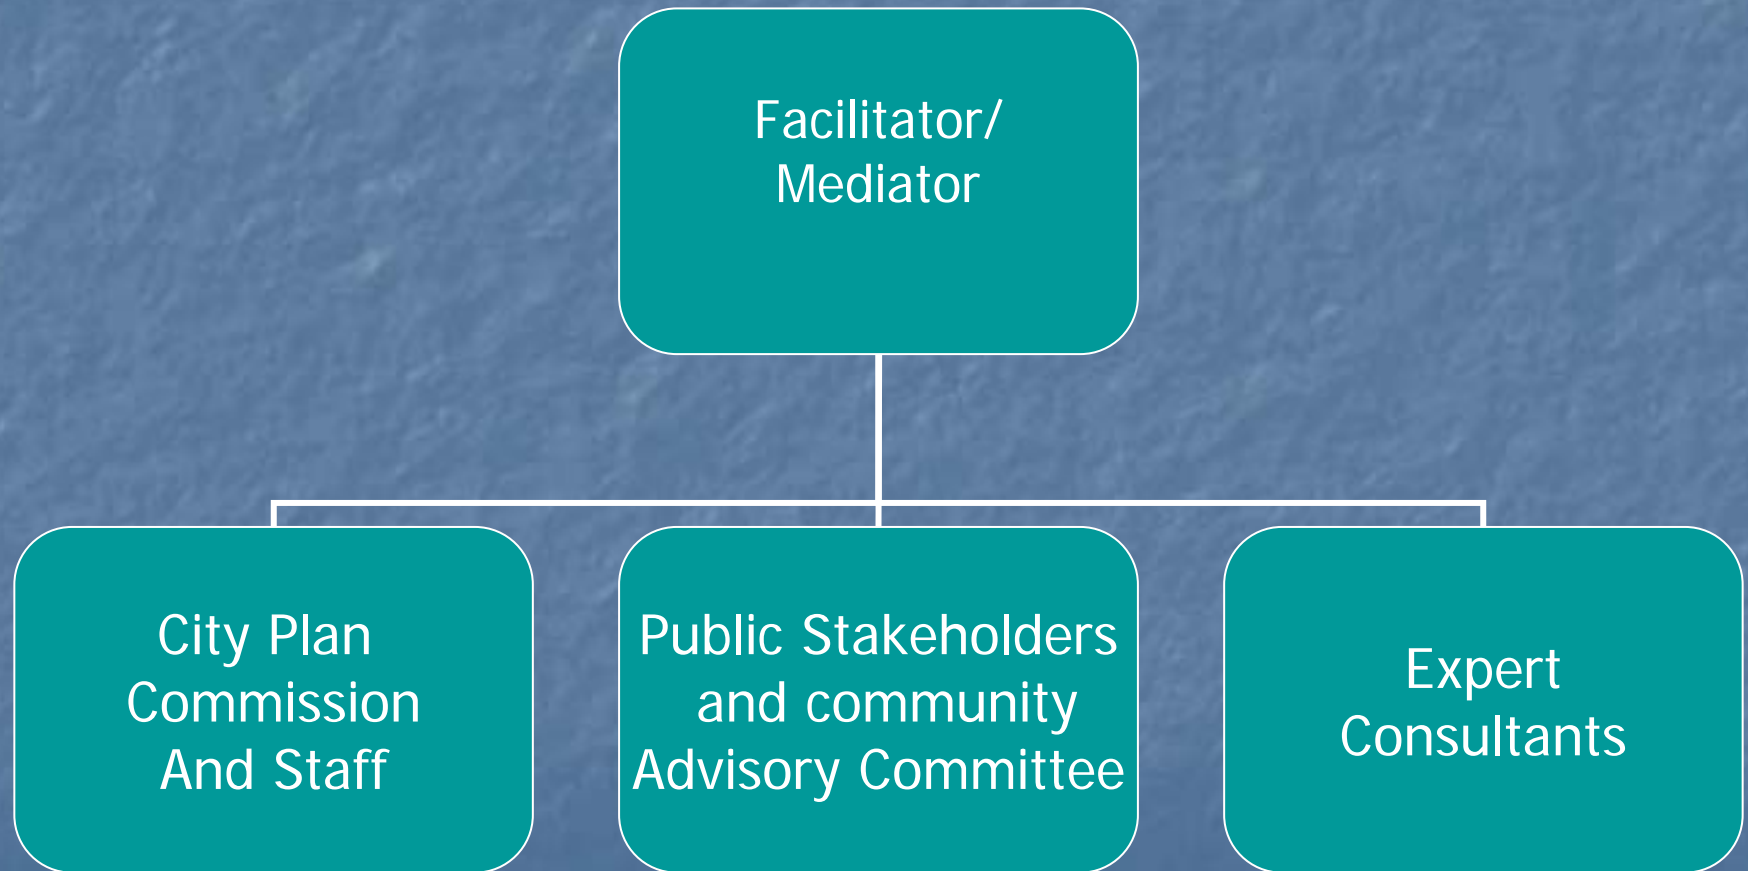 Facilitator/
Mediator
City Plan
Commission
And Staff
Public Stakeholders
and community
Advisory Committee
Expert
Consultants